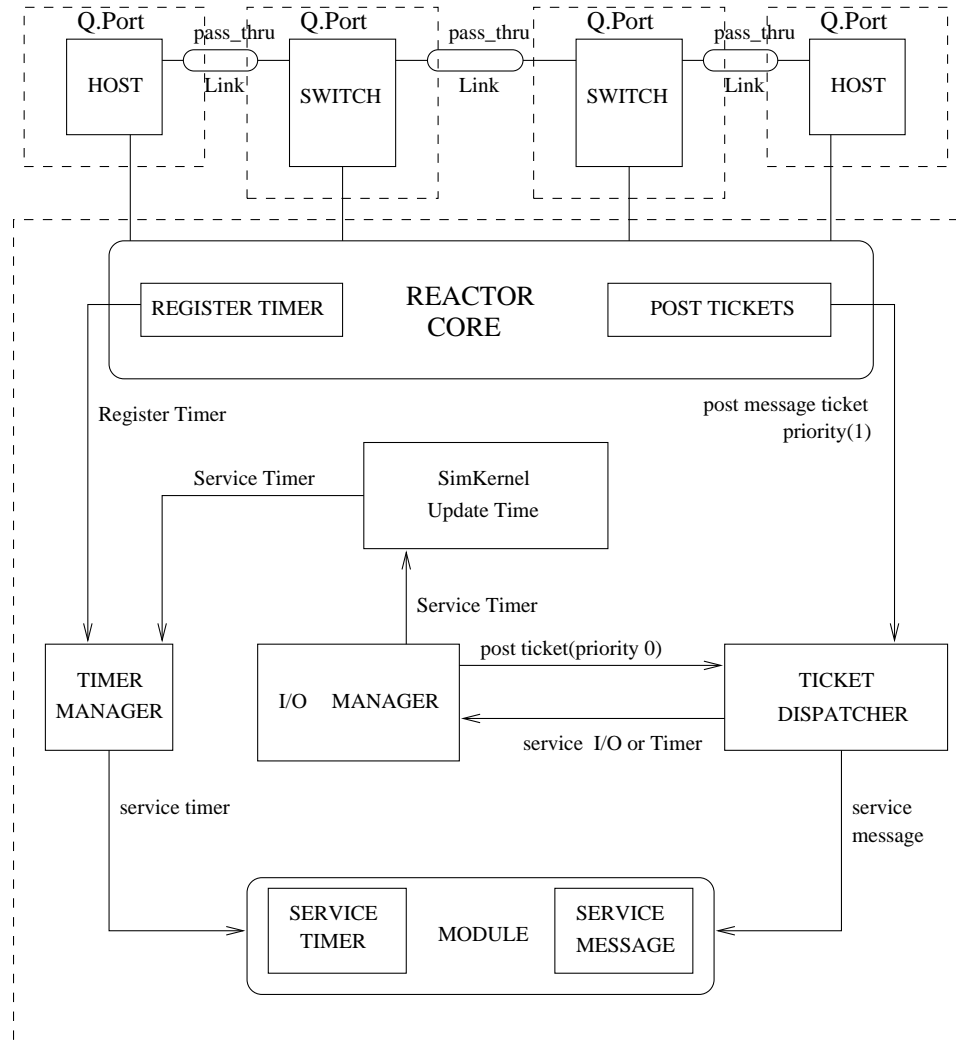 Q.Port
Q.Port
Q.Port
Q.Port
pass_thru
pass_thru
pass_thru
HOST
SWITCH
SWITCH
HOST
Link
Link
Link
REACTOR
CORE
REGISTER TIMER
POST TICKETS
Register Timer
post message ticket
priority(1)
Service Timer
SimKernel
Update Time
Service Timer
post ticket(priority 0)
TIMER
MANAGER
I/O MANAGER
TICKET
DISPATCHER
service I/O or Timer
service timer
service
message
SERVICE
TIMER
MODULE
SERVICE
MESSAGE